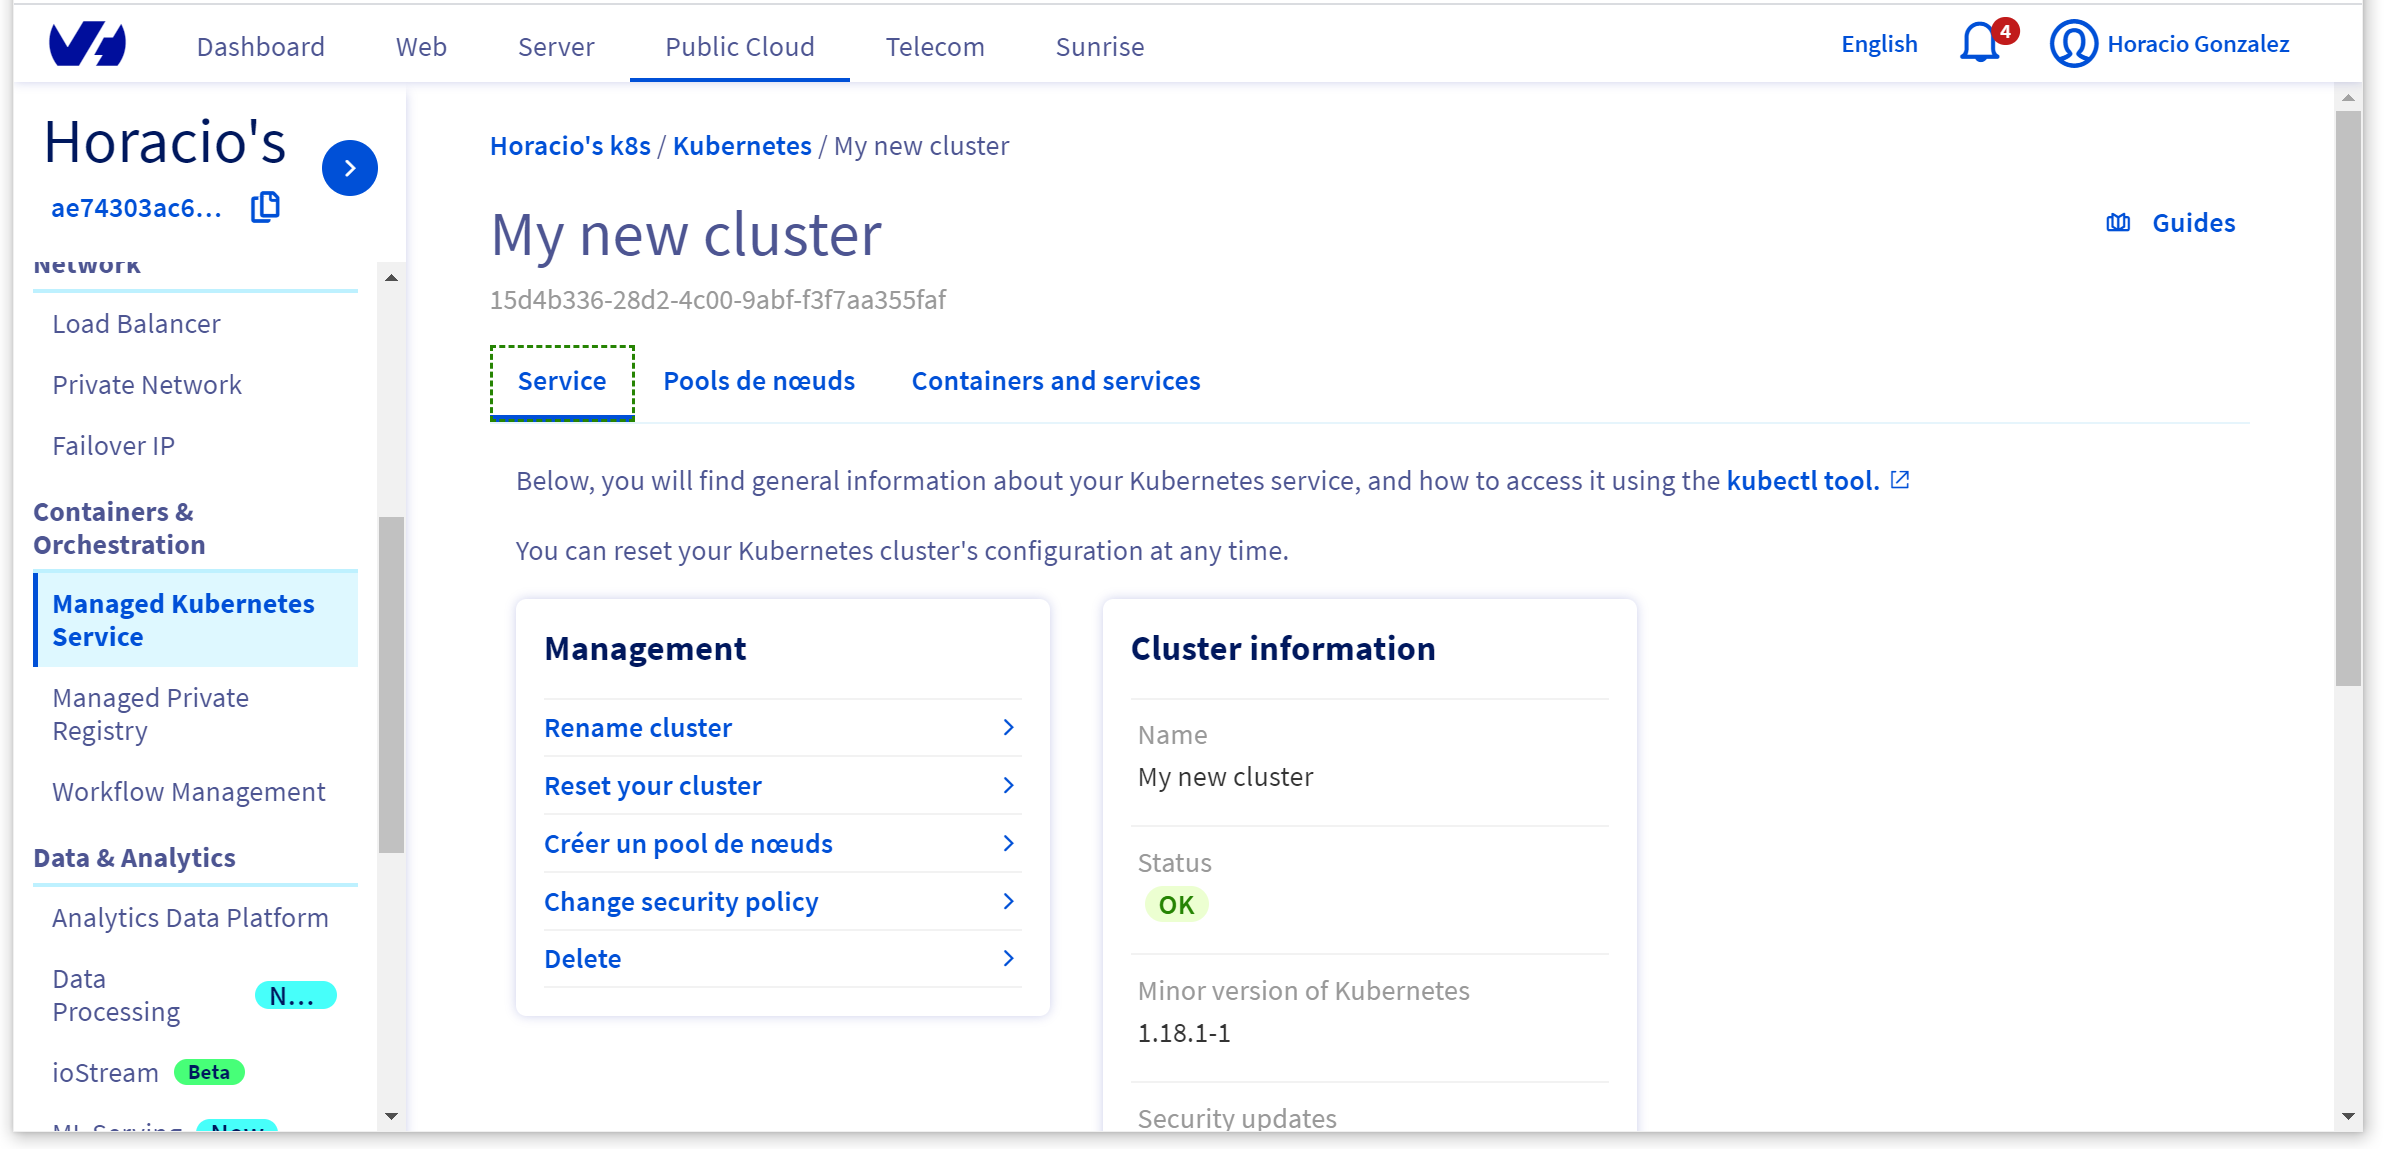 Dashboard Web Server Public Cloud Telecom Sunrise English 4 Horacio Gonzalez
Horacio's
ae74303ac6...
Network
Load Balancer
Private Network
Failover IP
Containers &
Orchestration
Managed Kubernetes
Service
Managed Private
Registry
Workflow Management
Data & Analytics
Analytics Data Platform
Data
Processing
N...
ioStream Beta
ML Serving New
Horacio's k8s / Kubernetes / My new cluster
My new cluster
Guides
15d4b336-28d2-4c00-9abf-f3f7aa355faf
Service Pools de nœuds Containers and services
Below, you will find general information about your Kubernetes service, and how to access it using the kubectl tool.
You can reset your Kubernetes cluster's configuration at any time.
Management
Rename cluster
Reset your cluster
Créer un pool de nœuds
Change security policy
Delete
Cluster information
Name
My new cluster
Status
OK
Minor version of Kubernetes
1.18.1-1
Security updates